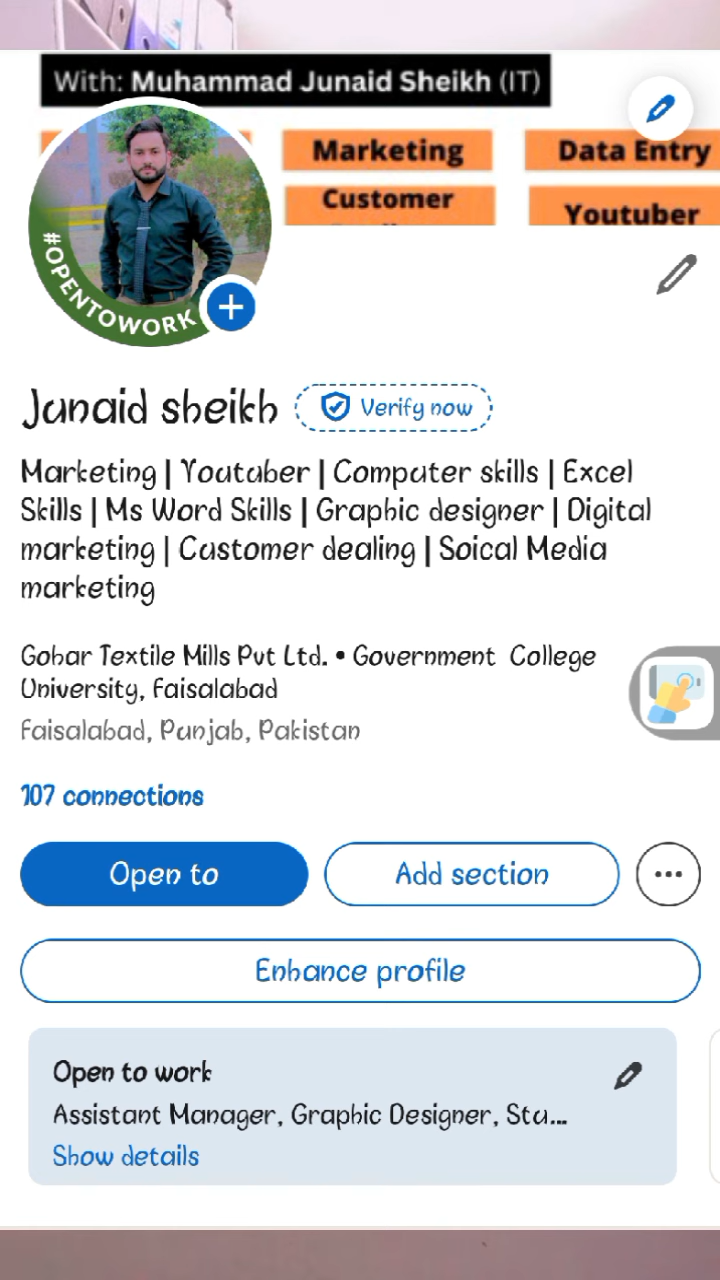 With: Muhammad Junaid Sheikh (IT)
Marketing
Data Entry
Customer
Youtuber
#OPENTOWORK
Junaid sheikh
Verify now
Marketing | Youtuber | Computer skills | Excel
Skills | Ms Word Skills | Graphic designer | Digital
marketing | Customer dealing | Soical Media
marketing
Gohar Textile Mills Pvt Ltd. • Government College
University, Faisalabad
Faisalabad, Punjab, Pakistan
107 connections
Open to
Add section
Enhance profile
Open to work
Assistant Manager, Graphic Designer, Stu...
Show details